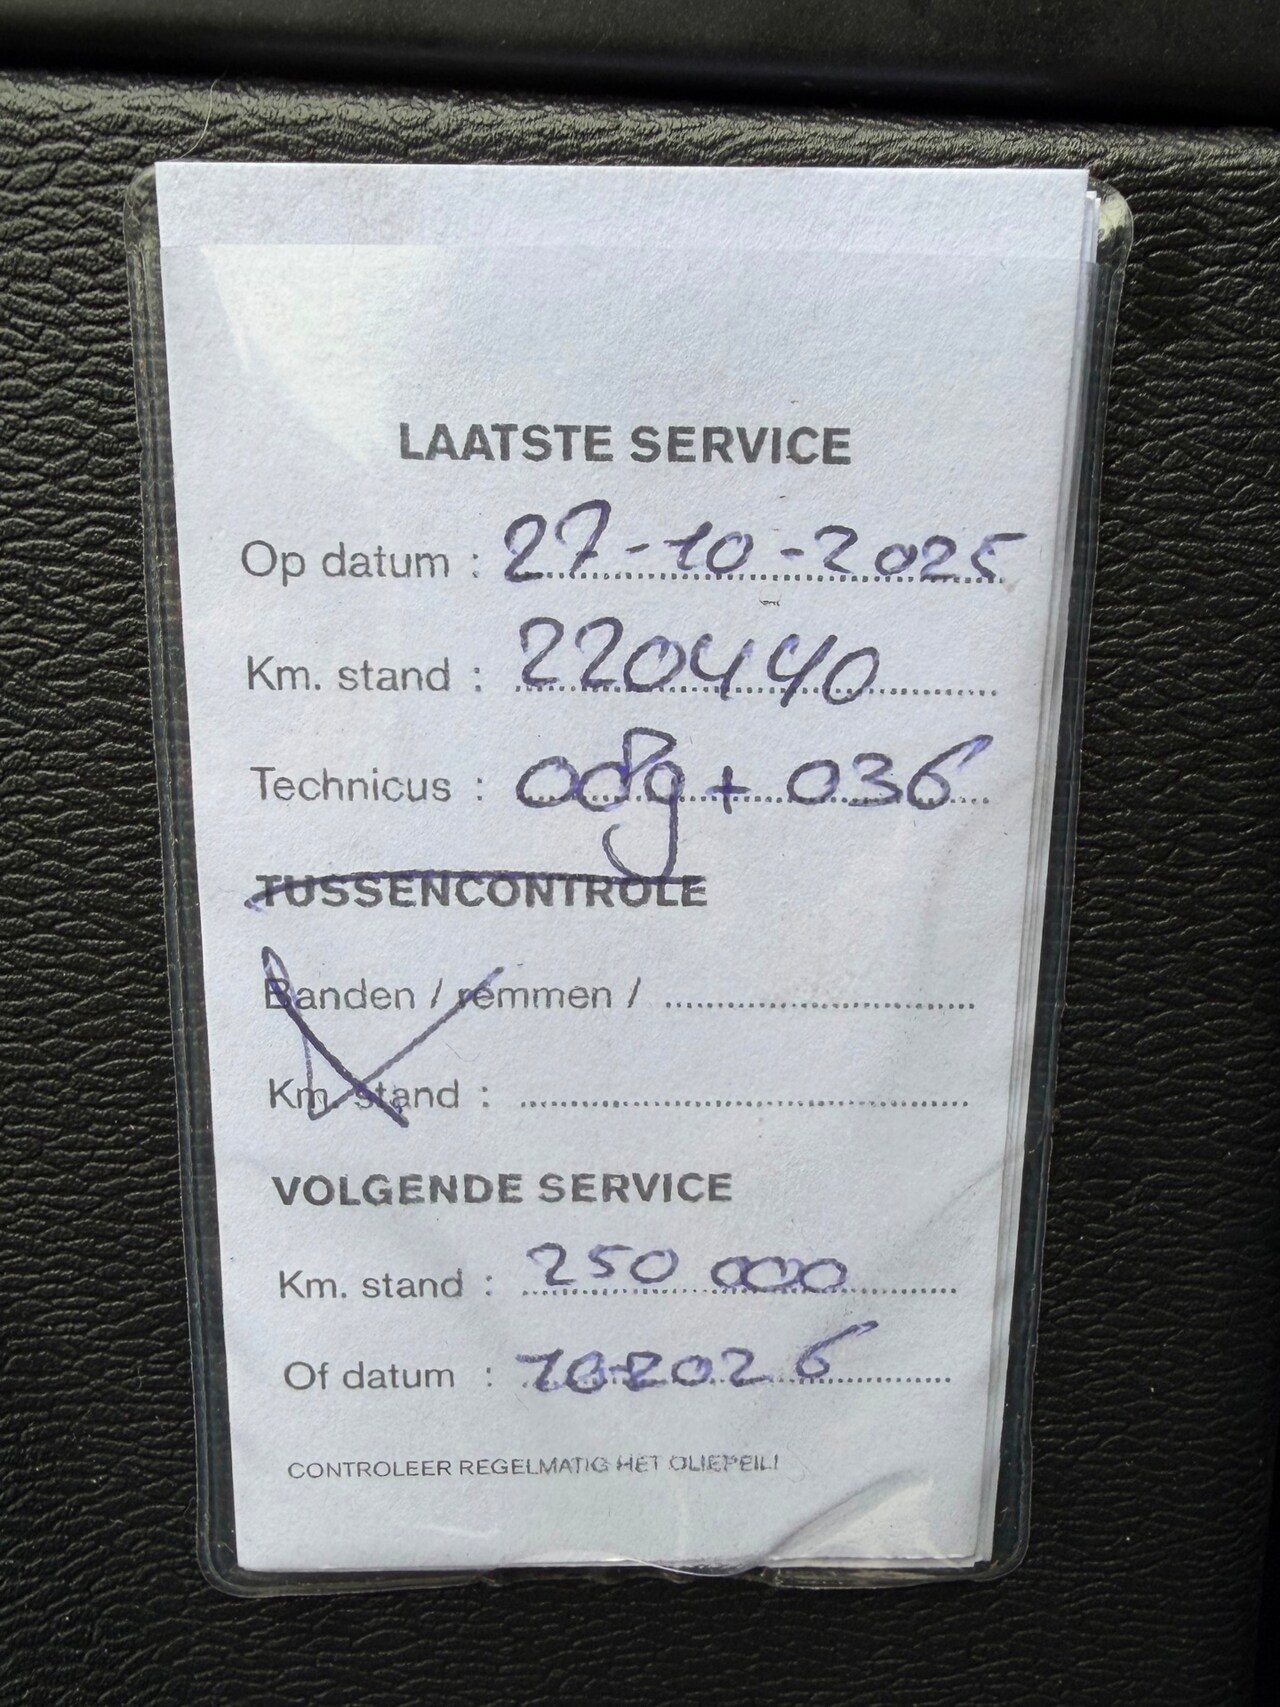 LAATSTE SERVICE
Op datum : 27-10-2025
Km. stand : 220440
Technicus : 089 + 036
TUSSENCONTROLE
Banden / remmen /
Km. stand :
VOLGENDE SERVICE
Km. stand : 250 000
Of datum : 10-2026
CONTROLEER REGELMATIG HET OLIEPEIL!